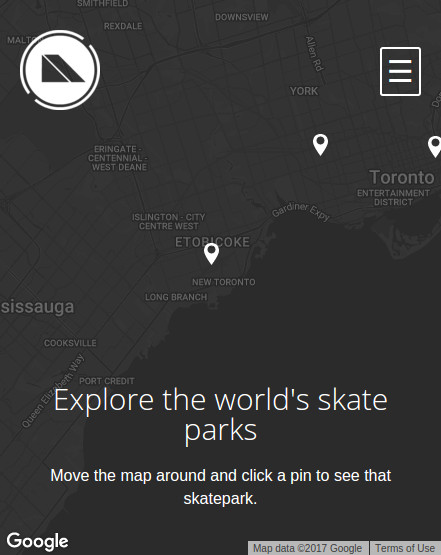 SMITHFIELD
DOWNSVIEW
REXDALE
Allen Rd
YORK
ERINGATE -
CENTENNIAL -
WEST DEANE
Toronto
ENTERTAINMENT
DISTRICT
Gardiner Expy
ISLINGTON - CITY
CENTRE WEST
ETOBICOKE
NEW TORONTO
LONG BRANCH
sissauga
COOKSVILLE
Queen Elizabeth Way
PORT CREDIT
Explore the world's skate
parks
Move the map around and click a pin to see that
skatepark.
Google
Map data ©2017 Google
Terms of Use